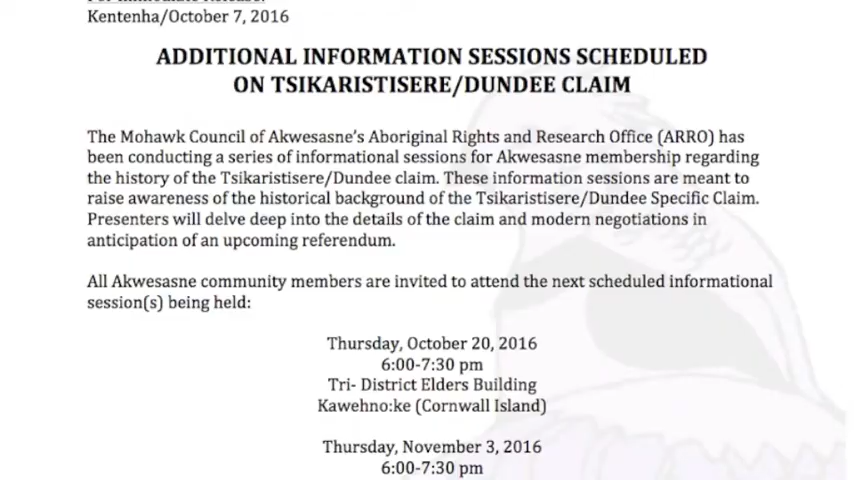 For Immediate Release:
Kentenha/October 7, 2016
ADDITIONAL INFORMATION SESSIONS SCHEDULED
ON TSIKARISTISERE/DUNDEE CLAIM
The Mohawk Council of Akwesasne's Aboriginal Rights and Research Office (ARRO) has
been conducting a series of informational sessions for Akwesasne membership regarding
the history of the Tsikaristisere/Dundee claim. These information sessions are meant to
raise awareness of the historical background of the Tsikaristisere/Dundee Specific Claim.
Presenters will delve deep into the details of the claim and modern negotiations in
anticipation of an upcoming referendum.
All Akwesasne community members are invited to attend the next scheduled informational
session(s) being held:
Thursday, October 20, 2016
6:00-7:30 pm
Tri- District Elders Building
Kawehno:ke (Cornwall Island)
Thursday, November 3, 2016
6:00-7:30 pm